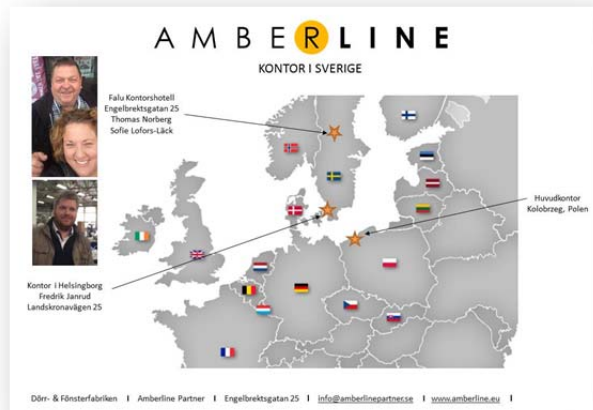 AMBERLINE
KONTOR I SVERIGE
Falu Kontorshotell
Engelbrektsgatan 25
Thomas Norberg
Sofie Lofors-Läck
Huvudkontor
Kolobrzeg, Polen
Kontor i Helsingborg
Fredrik Janrud
Landskronavägen 25
Dörr- & Fönsterfabriken I Amberline Partner I Engelbrektsgatan 25 I info@amberlinepartner.se I www.amberline.eu I